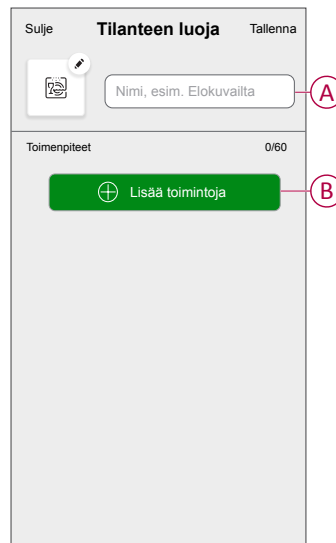 Sulje Tilanteen luoja Tallenna
Nimi, esim. Elokuvailta
A
Toimenpiteet 0/60
Lisää toimintoja
B